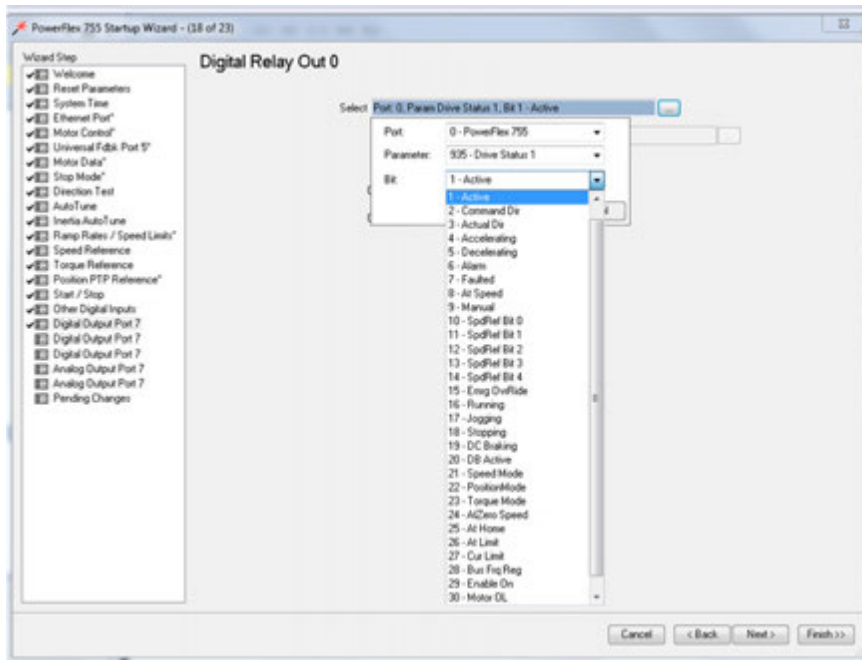 PowerFlex 755 Startup Wizard - (18 of 23)
Wizard Step
Welcome
Reset Parameters
System Time
Ethernet Port*
Motor Control*
Universal Fdbk Port 5*
Motor Data*
Stop Mode*
Direction Test
AutoTune
Inertia AutoTune
Ramp Rates / Speed Limits*
Speed Reference
Torque Reference
Position PTP Reference*
Start / Stop
Other Digital Inputs
Digital Output Port 7
Digital Output Port 7
Digital Output Port 7
Analog Output Port 7
Analog Output Port 7
Pending Changes
Digital Relay Out 0
Select Port: 0, Param Drive Status 1, Bit 1 - Active
...
Port: 0 - PowerFlex 755
Parameter: 935 - Drive Status 1
Bit: 1 - Active
1 - Active
2 - Command Dir
3 - Actual Dir
4 - Accelerating
5 - Decelerating
6 - Alarm
7 - Faulted
8 - At Speed
9 - Manual
10 - SpdRef Bit 0
11 - SpdRef Bit 1
12 - SpdRef Bit 2
13 - SpdRef Bit 3
14 - SpdRef Bit 4
15 - Emrg OvrRide
16 - Running
17 - Jogging
18 - Stopping
19 - DC Braking
20 - DB Active
21 - Speed Mode
22 - PositionMode
23 - Torque Mode
24 - AtZero Speed
25 - At Home
26 - At Limit
27 - Cur Limit
28 - Bus Frq Reg
29 - Enable On
30 - Motor OL
Cancel
< Back
Next >
Finish >>